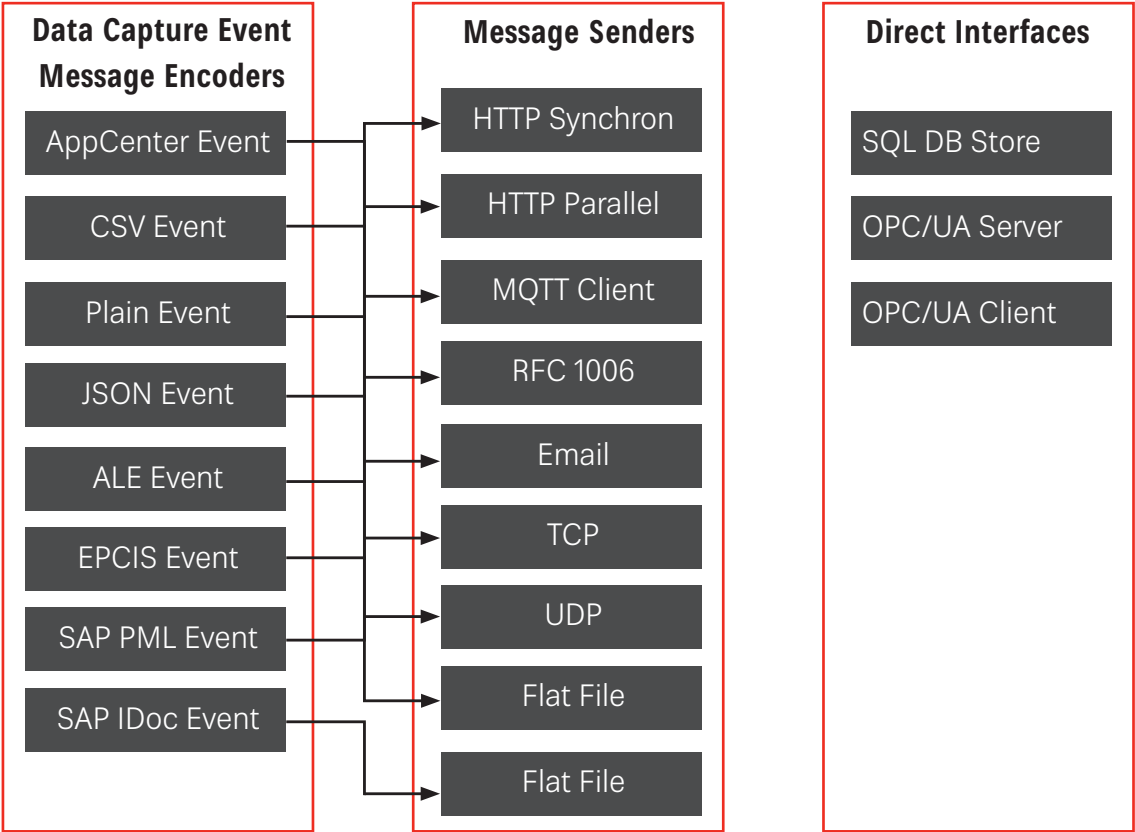 Data Capture Event
Message Encoders
AppCenter Event
CSV Event
Plain Event
JSON Event
ALE Event
EPCIS Event
SAP PML Event
SAP IDoc Event
Message Senders
HTTP Synchron
HTTP Parallel
MQTT Client
RFC 1006
Email
TCP
UDP
Flat File
Flat File
Direct Interfaces
SQL DB Store
OPC/UA Server
OPC/UA Client